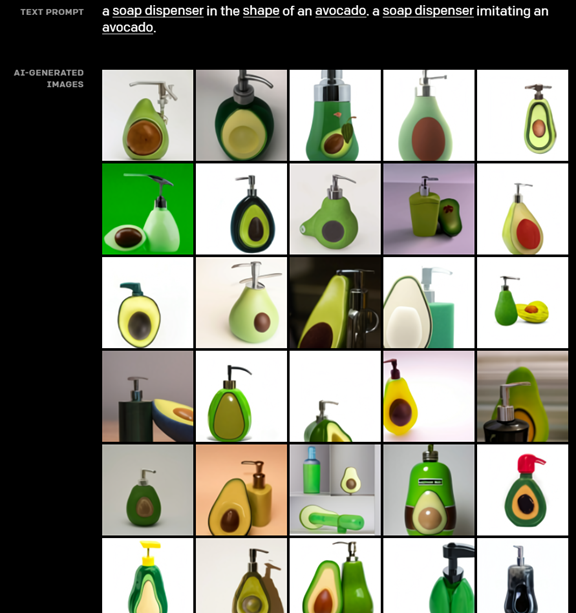 TEXT PROMPT
a soap dispenser in the shape of an avocado. a soap dispenser imitating an
avocado.
AI-GENERATED
IMAGES